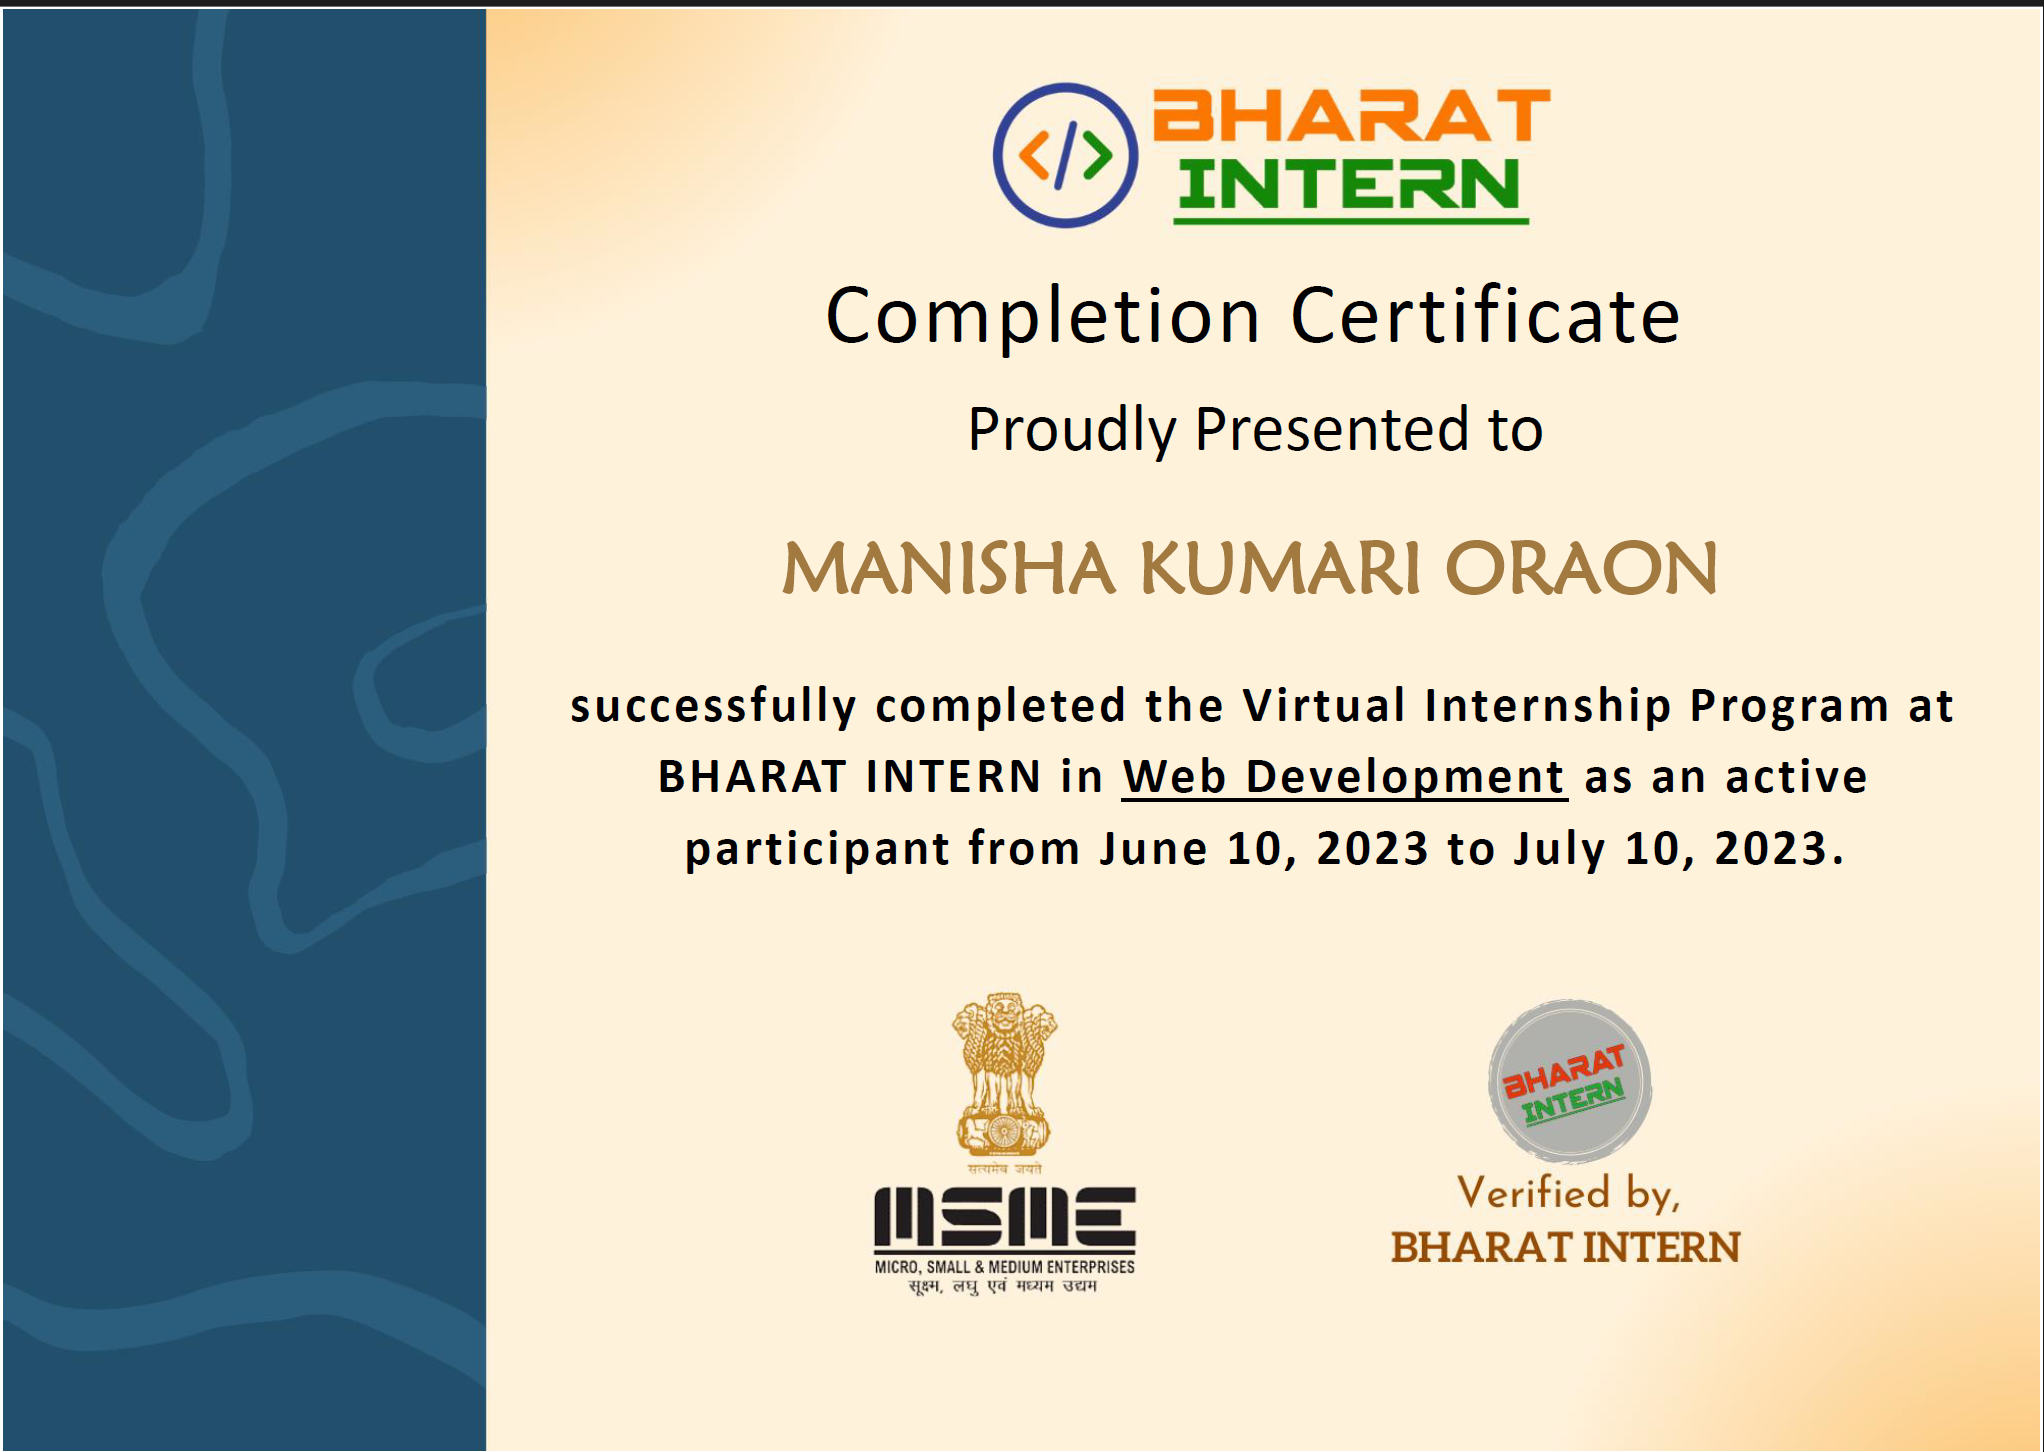 </>
BHARAT
INTERN
Completion Certificate
Proudly Presented to
MANISHA KUMARI ORAON
successfully completed the Virtual Internship Program at
BHARAT INTERN in Web Development as an active
participant from June 10, 2023 to July 10, 2023.
सत्यमेव जयते
MSME
MICRO, SMALL & MEDIUM ENTERPRISES
सूक्ष्म, लघु एवं मध्यम उद्यम
BHARAT
INTERN
Verified by,
BHARAT INTERN